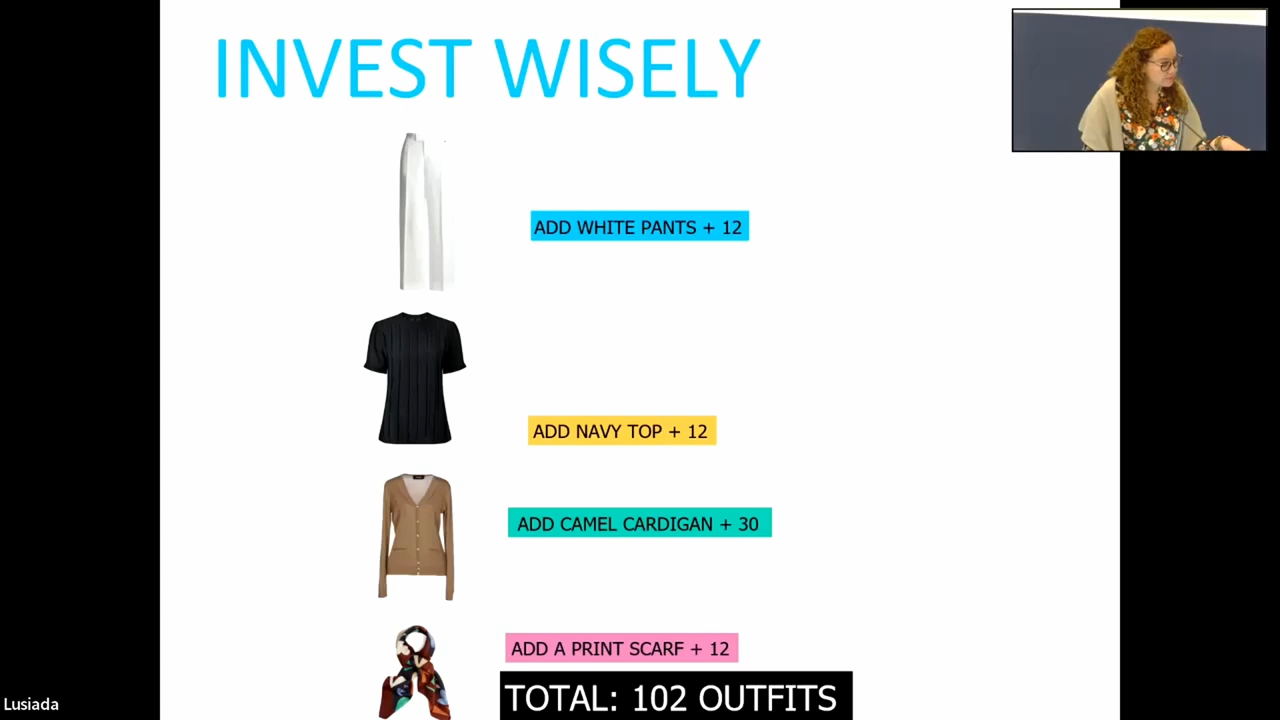 INVEST WISELY
ADD WHITE PANTS + 12
ADD NAVY TOP + 12
ADD CAMEL CARDIGAN + 30
ADD A PRINT SCARF + 12
TOTAL: 102 OUTFITS
Lusiada